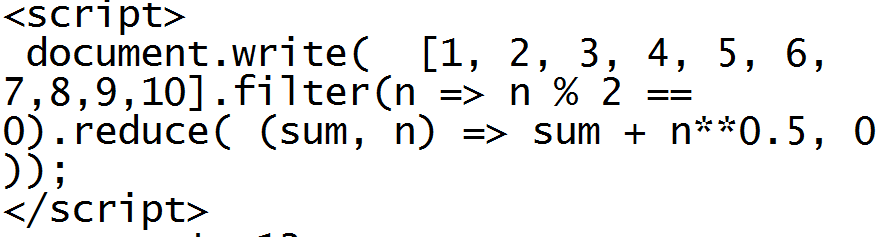 <script>
document.write(  [1, 2, 3, 4, 5, 6,
7,8,9,10].filter(n => n % 2 ==
0).reduce( (sum, n) => sum + n**0.5, 0
));
</script>